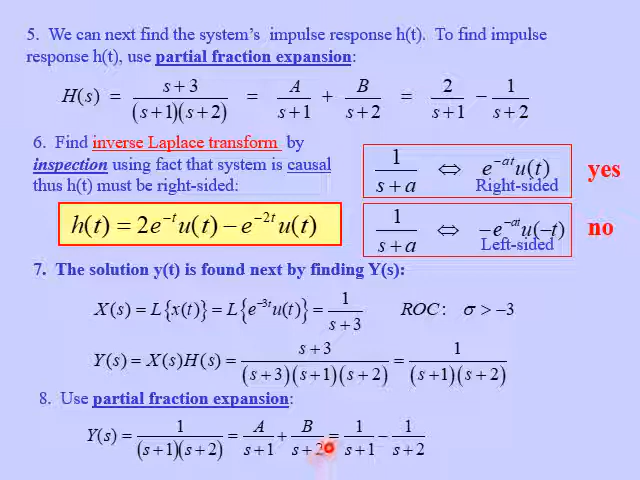 5. We can next find the system's impulse response h(t). To find impulse
response h(t), use partial fraction expansion:
H(s) = s+3 / (s+1)(s+2) = A / s+1 + B / s+2 = 2 / s+1 − 1 / s+2
6. Find inverse Laplace transform by
inspection using fact that system is causal
thus h(t) must be right-sided:
1 / s+a ⇔ e^−at u(t) yes
Right-sided
h(t) = 2e^−t u(t) − e^−2t u(t)
1 / s+a ⇔ −e^−at u(−t) no
Left-sided
7. The solution y(t) is found next by finding Y(s):
X(s) = L{x(t)} = L{e^−3t u(t)} = 1 / s+3 ROC: σ > −3
Y(s) = X(s)H(s) = s+3 / (s+3)(s+1)(s+2) = 1 / (s+1)(s+2)
8. Use partial fraction expansion:
Y(s) = 1 / (s+1)(s+2) = A / s+1 + B / s+2 = 1 / s+1 − 1 / s+2